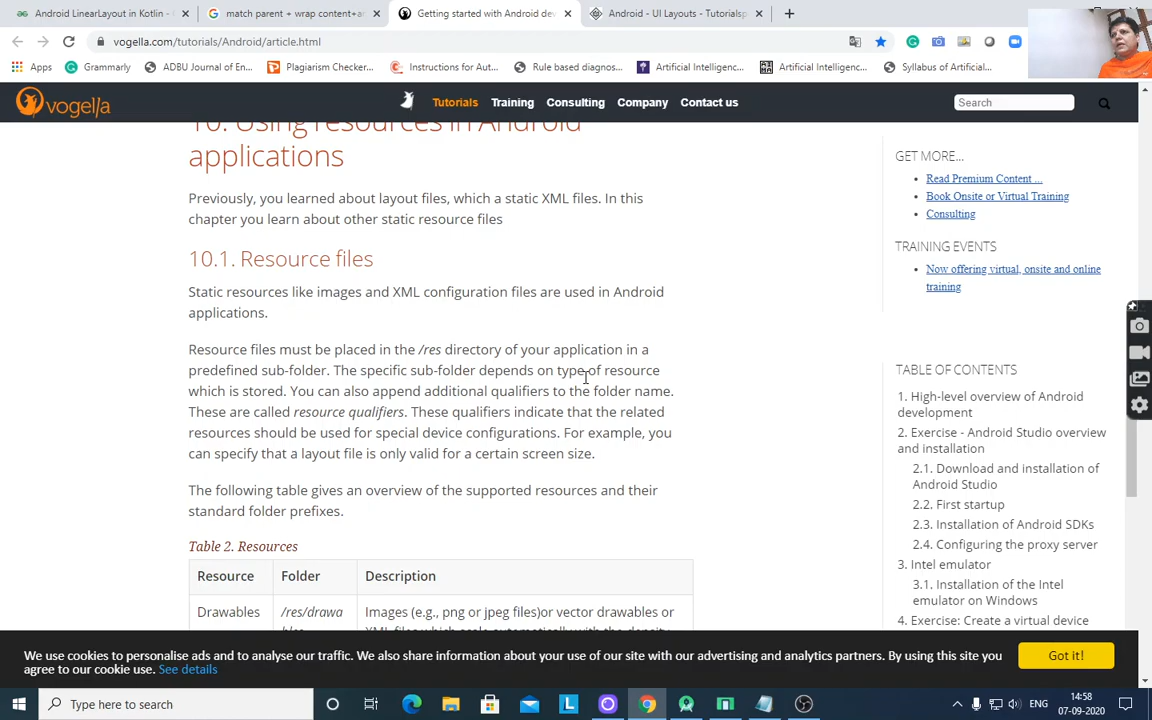 Android LinearLayout in Kotlin -
match parent + wrap content+an
Getting started with Android dev
Android - UI Layouts - Tutorialsp
vogella.com/tutorials/Android/article.html
Apps
Grammarly
ADBU Journal of En...
Plagiarism Checker...
Instructions for Aut...
Rule based diagnos...
Artificial Intelligenc...
Artificial Intelligenc...
Syllabus of Artificial...
vogella
Tutorials
Training
Consulting
Company
Contact us
Search
10. Using resources in Android
applications
Previously, you learned about layout files, which a static XML files. In this
chapter you learn about other static resource files
10.1. Resource files
Static resources like images and XML configuration files are used in Android
applications.
Resource files must be placed in the /res directory of your application in a
predefined sub-folder. The specific sub-folder depends on type of resource
which is stored. You can also append additional qualifiers to the folder name.
These are called resource qualifiers. These qualifiers indicate that the related
resources should be used for special device configurations. For example, you
can specify that a layout file is only valid for a certain screen size.
The following table gives an overview of the supported resources and their
standard folder prefixes.
Table 2. Resources
Resource
Folder
Description
Drawables
/res/drawa
Images (e.g., png or jpeg files)or vector drawables or
bles
XML files which scale automatically with the density
GET MORE...
Read Premium Content ...
Book Onsite or Virtual Training
Consulting
TRAINING EVENTS
Now offering virtual, onsite and online
training
TABLE OF CONTENTS
1. High-level overview of Android
development
2. Exercise - Android Studio overview
and installation
2.1. Download and installation of
Android Studio
2.2. First startup
2.3. Installation of Android SDKs
2.4. Configuring the proxy server
3. Intel emulator
3.1. Installation of the Intel
emulator on Windows
4. Exercise: Create a virtual device
We use cookies to personalise ads and to analyse our traffic. We also share information about your use of our site with our advertising and analytics partners. By using this site you
agree to our cookie use. See details
Got it!
Type here to search
ENG
14:58
07-09-2020